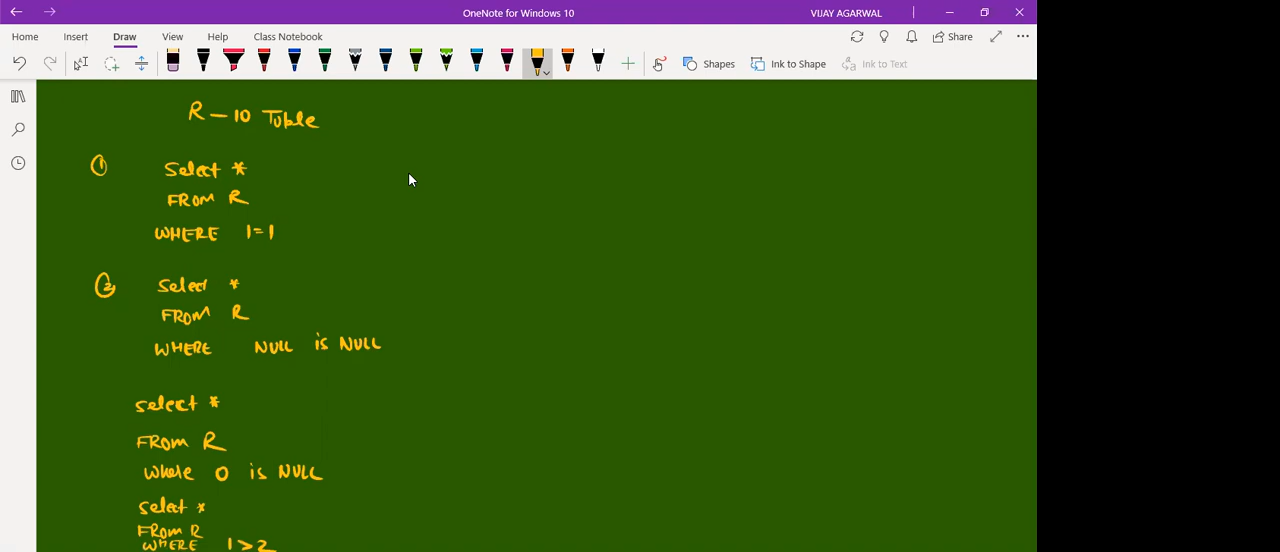 OneNote for Windows 10
VIJAY AGARWAL
Home Insert Draw View Help Class Notebook
Share
Shapes Ink to Shape Ink to Text
R - 10 Tuple
① Select *
FROM R
WHERE 1=1
② Select *
FROM R
WHERE NULL is NULL
select *
FROM R
Where 0 is NULL
select *
FROM R
WHERE 1 > 2